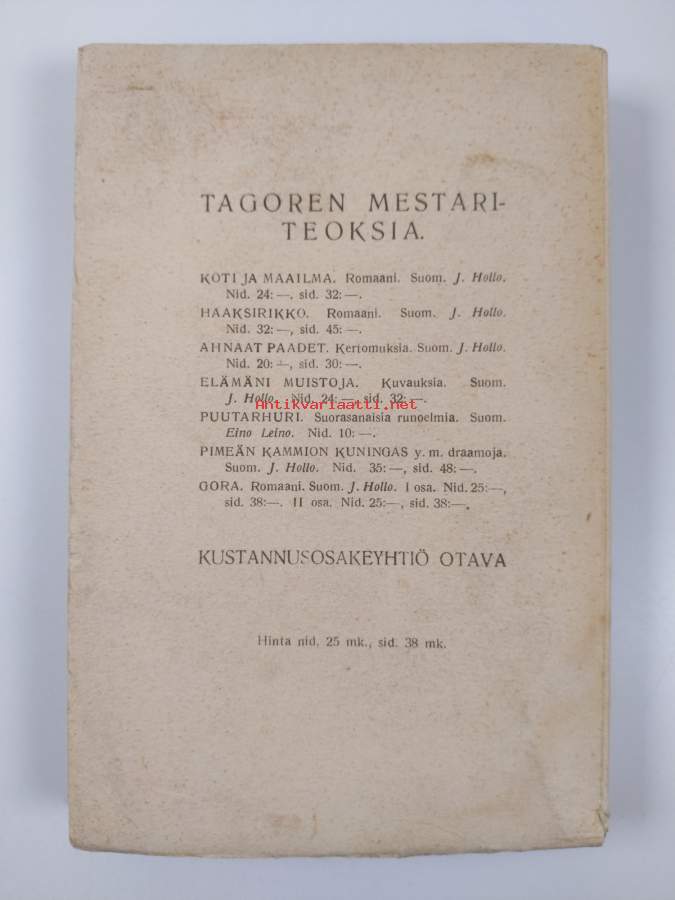 TAGOREN MESTARI-
TEOKSIA.
KOTI JA MAAILMA. Romaani. Suom. J. Hollo.
Nid. 24:—, sid. 32:—.
HAAKSIRIKKO. Romaani. Suom. J. Hollo.
Nid. 32:—, sid. 45:—.
AHNAAT PAADET. Kertomuksia. Suom. J. Hollo.
Nid. 20:—, sid. 30:—.
ELÄMÄNI MUISTOJA. Kuvauksia. Suom.
J. Hollo. Nid. 24:—, sid. 32:—.
Antikvariaatti.net
PUUTARHURI. Suorasanaisia runoelmia. Suom.
Eino Leino. Nid. 10:—.
PIMEÄN KAMMION KUNINGAS y. m. draamoja.
Suom. J. Hollo. Nid. 35:—, sid. 48:—.
GORA. Romaani. Suom. J. Hollo. I osa. Nid. 25:—,
sid. 38:—. II osa. Nid. 25:—, sid. 38:—.
KUSTANNUSOSAKEYHTIÖ OTAVA
Hinta nid. 25 mk., sid. 38 mk.